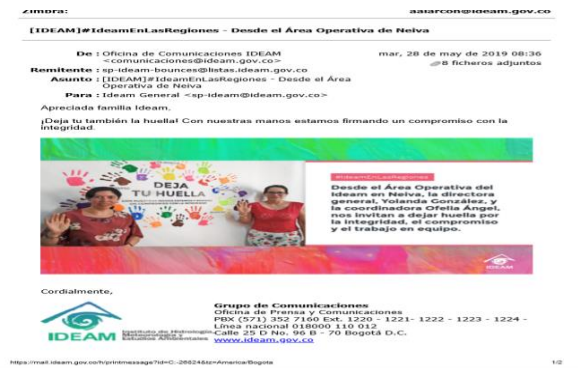 Zimbra: aalarcon@ideam.gov.co
[IDEAM]#IdeamEnLasRegiones - Desde el Área Operativa de Neiva
De : Oficina de Comunicaciones IDEAM mar, 28 de may de 2019 08:36
<comunicaciones@ideam.gov.co> 8 ficheros adjuntos
Remitente : sp-ideam-bounces@listas.ideam.gov.co
Asunto : [IDEAM]#IdeamEnLasRegiones - Desde el Área
Operativa de Neiva
Para : Ideam General <sp-ideam@ideam.gov.co>
Apreciada familia Ideam,
¡Deja tu también la huella! Con nuestras manos estamos firmando un compromiso con la
integridad.
DEJA
TU HUELLA
#IdeamEnLasRegiones
Desde el Área Operativa del
Ideam en Neiva, la directora
general, Yolanda González, y
la coordinadora Ofelia Ángel,
nos invitan a dejar huella por
la integridad, el compromiso
y el trabajo en equipo.
IDEAM
Cordialmente,
Grupo de Comunicaciones
Oficina de Prensa y Comunicaciones
PBX (571) 352 7160 Ext. 1220 - 1221- 1222 - 1223 - 1224 -
Línea nacional 018000 110 012
Calle 25 D No. 96 B - 70 Bogotá D.C.
www.ideam.gov.co
IDEAM
Instituto de Hidrología,
Meteorología y
Estudios Ambientales
https://mail.ideam.gov.co/h/printmessage?id=C:-28624&tz=America/Bogota 1/2